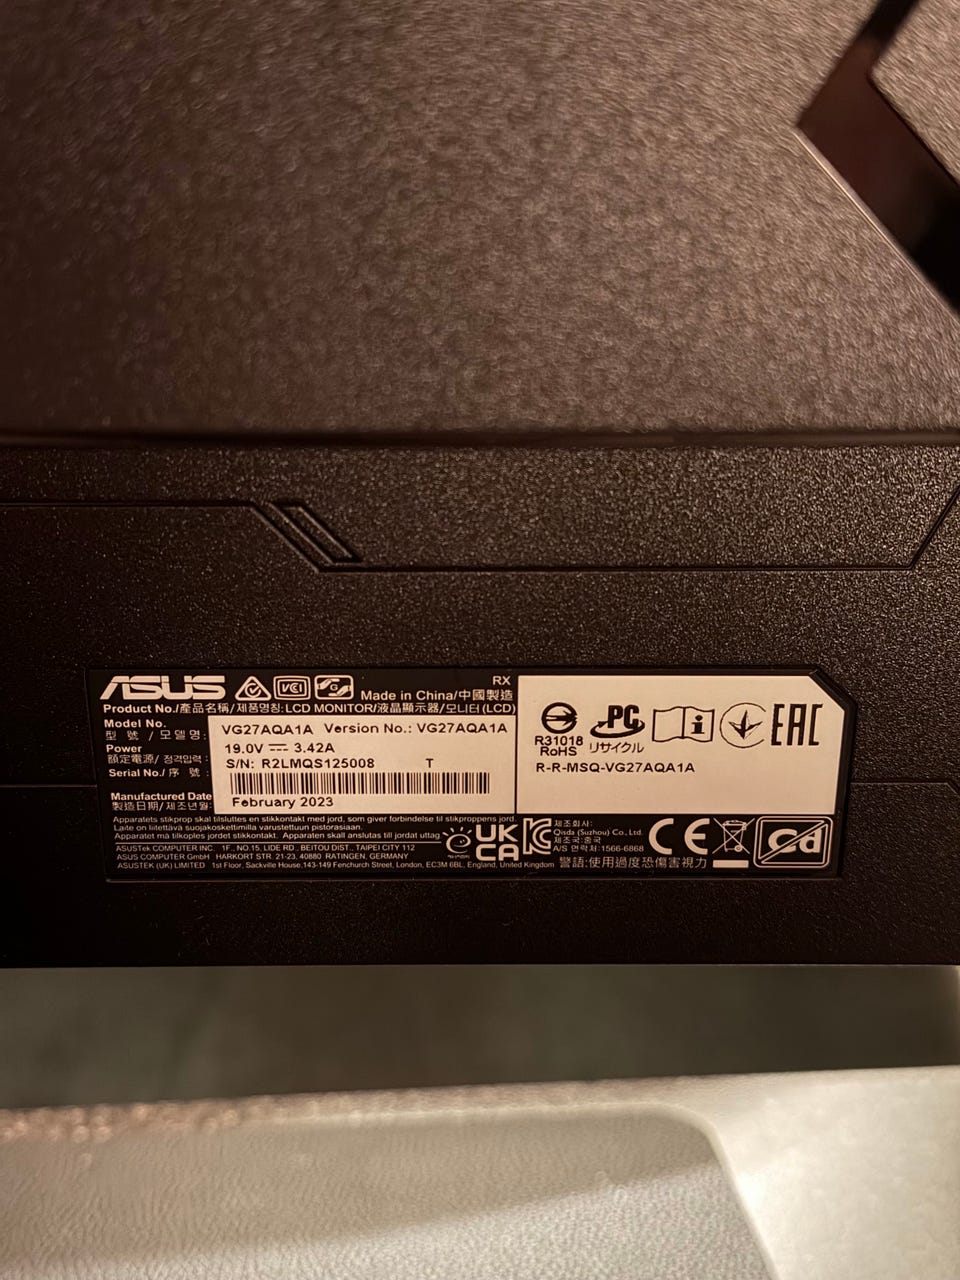 ASUS VCCI RX
Made in China/中國製造
Product No./產品名稱/제품명칭: LCD MONITOR/液晶顯示器/모니터(LCD)
Model No.
型 號 / 모델명:
VG27AQA1A Version No.: VG27AQA1A
Power
額定電源/ 정격입력:
19.0V ⎓ 3.42A
Serial No./ 序 號 :
S/N: R2LMQS125008 T
Manufactured Date
製造日期/ 제조년월:
February 2023
R31018
RoHS
PC
リサイクル
EAC
R-R-MSQ-VG27AQA1A
Apparatets stikprop skal tilsluttes en stikkontakt med jord, som giver forbindelse til stikproppens jord.
Laite on liitettävä suojakoskettimilla varustettuun pistorasiaan.
Apparatet må tilkoples jordet stikkontakt. Apparaten skall anslutas till jordat uttag
ASUSTeK COMPUTER INC. 1F., NO.15, LIDE RD., BEITOU DIST., TAIPEI CITY 112
ASUS COMPUTER GmbH HARKORT STR. 21-23, 40880 RATINGEN, GERMANY
ASUSTEK (UK) LIMITED 1st Floor, Sackville House,143-149 Fenchurch Street, London, EC3M 6BL, England, United Kingdom
UK
CA
제조회사:
Qisda (Suzhou) Co., Ltd.
제조국:중국
A/S 연락처: 1566-6868
警語:使用過度恐傷害視力
CE
Cd